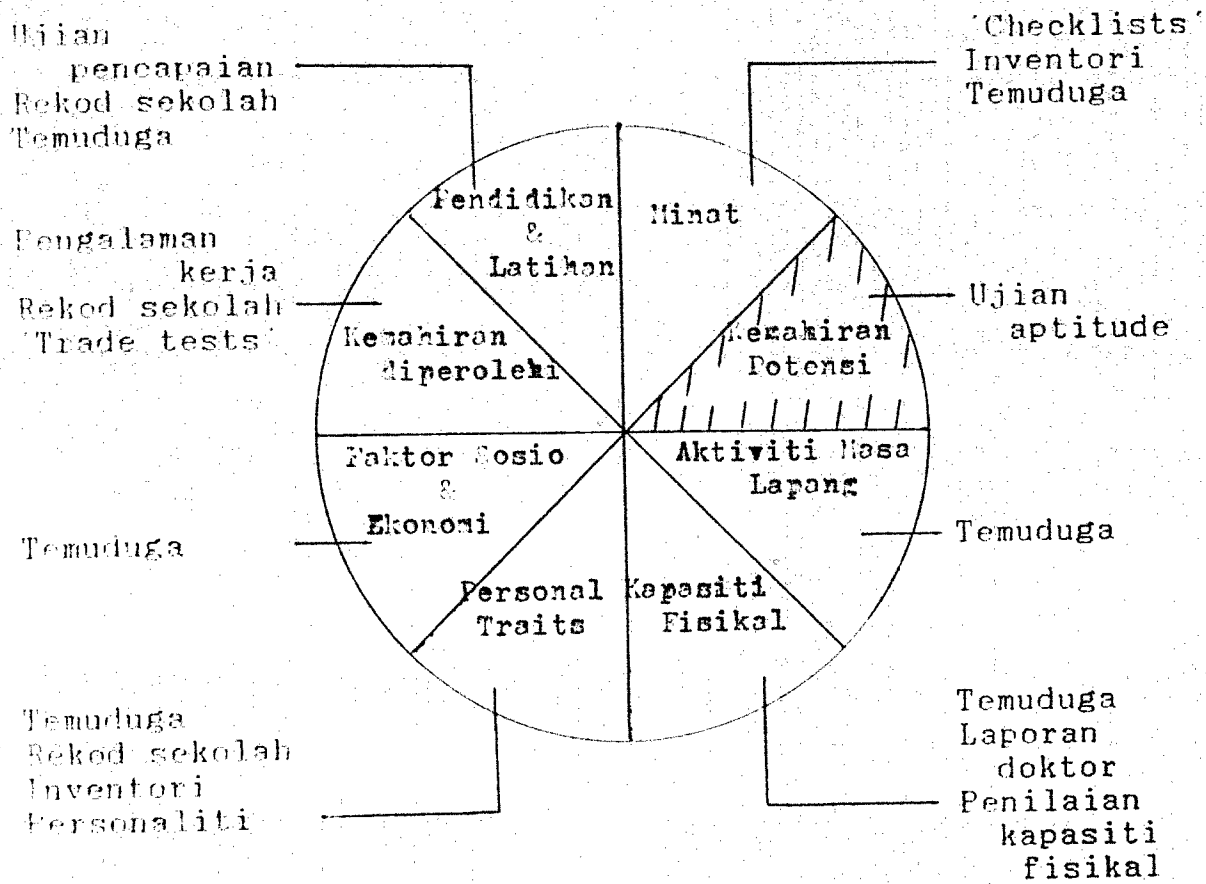 Ujian
pencapaian
Rekod sekolah
Temuduga
'Checklists'
Inventori
Temuduga
Pendidikan
&
Latihan
Minat
Pengalaman
kerja
Rekod sekolah
'Trade tests'
Kemahiran
diperolehi
Kemahiran
Potensi
Ujian
aptitude
Faktor Sosio
&
Ekonomi
Aktiviti Masa
Lapang
Temuduga
Temuduga
Personal
Traits
Kapasiti
Fisikal
Temuduga
Rekod sekolah
Inventori
Personaliti
Temuduga
Laporan
doktor
Penilaian
kapasiti
fisikal